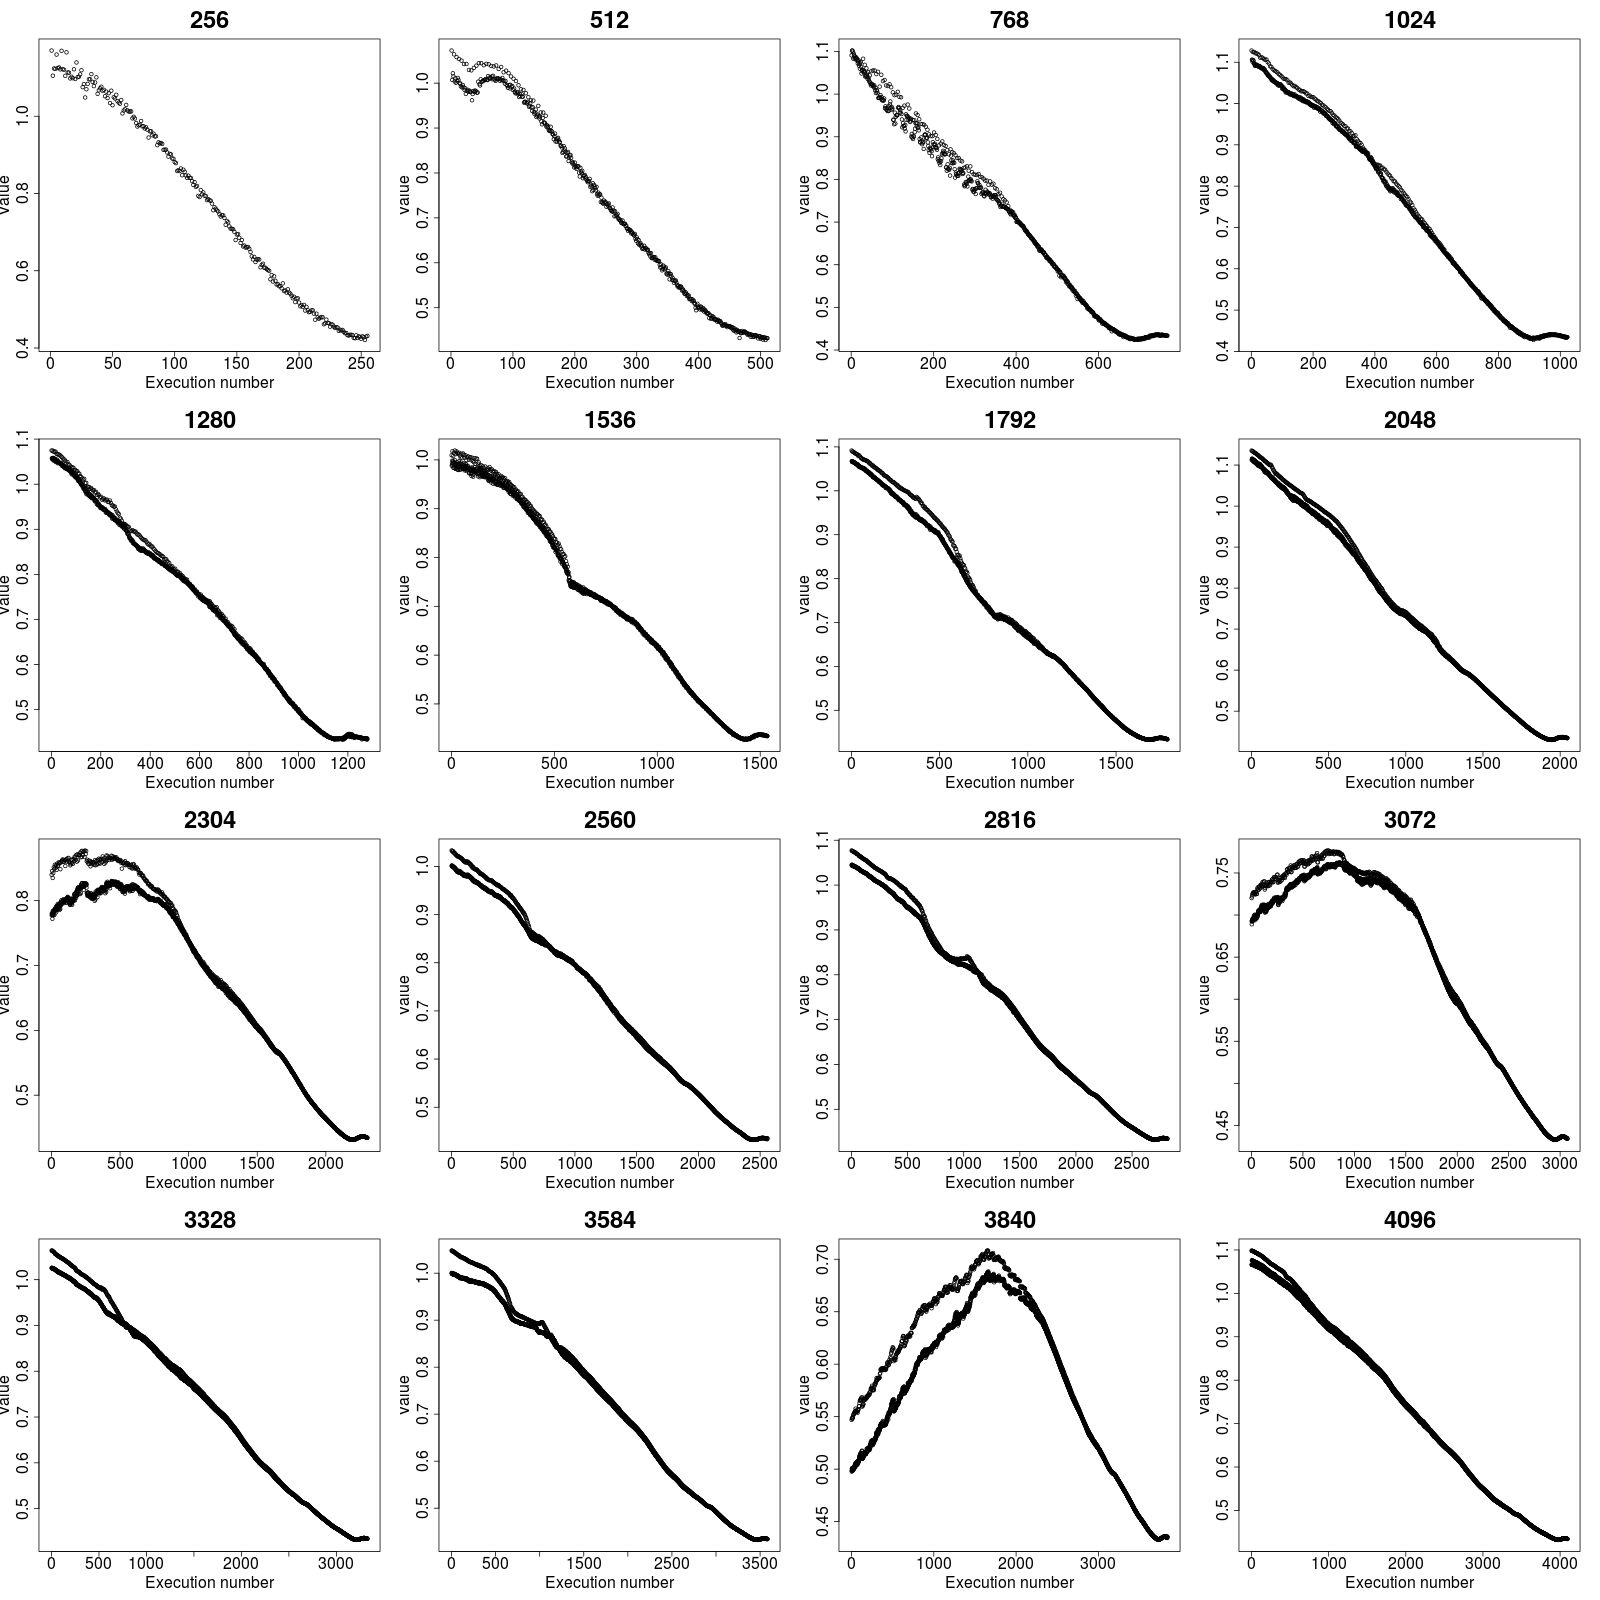 256 512 768 1024
value 0.4 0.6 0.8 1.0
value 0.5 0.6 0.7 0.8 0.9 1.0
value 0.4 0.5 0.6 0.7 0.8 0.9 1.0 1.1
value 0.4 0.5 0.6 0.7 0.8 0.9 1.0 1.1
0 50 100 150 200 250
0 100 200 300 400 500
0 200 400 600
0 200 400 600 800 1000
Execution number Execution number Execution number Execution number
1280 1536 1792 2048
value 0.5 0.6 0.7 0.8 0.9 1.0 1.1
value 0.5 0.6 0.7 0.8 0.9 1.0
value 0.5 0.6 0.7 0.8 0.9 1.0 1.1
value 0.5 0.6 0.7 0.8 0.9 1.0 1.1
0 200 400 600 800 1000 1200
0 500 1000 1500
0 500 1000 1500
0 500 1000 1500 2000
Execution number Execution number Execution number Execution number
2304 2560 2816 3072
value 0.5 0.6 0.7 0.8
value 0.5 0.6 0.7 0.8 0.9 1.0
value 0.5 0.6 0.7 0.8 0.9 1.0 1.1
value 0.45 0.55 0.65 0.75
0 500 1000 1500 2000
0 500 1000 1500 2000 2500
0 500 1000 1500 2000 2500
0 500 1000 1500 2000 2500 3000
Execution number Execution number Execution number Execution number
3328 3584 3840 4096
value 0.5 0.6 0.7 0.8 0.9 1.0
value 0.5 0.6 0.7 0.8 0.9 1.0
value 0.45 0.50 0.55 0.60 0.65 0.70
value 0.5 0.6 0.7 0.8 0.9 1.0 1.1
0 500 1000 2000 3000
0 500 1500 2500 3500
0 1000 2000 3000
0 1000 2000 3000 4000
Execution number Execution number Execution number Execution number